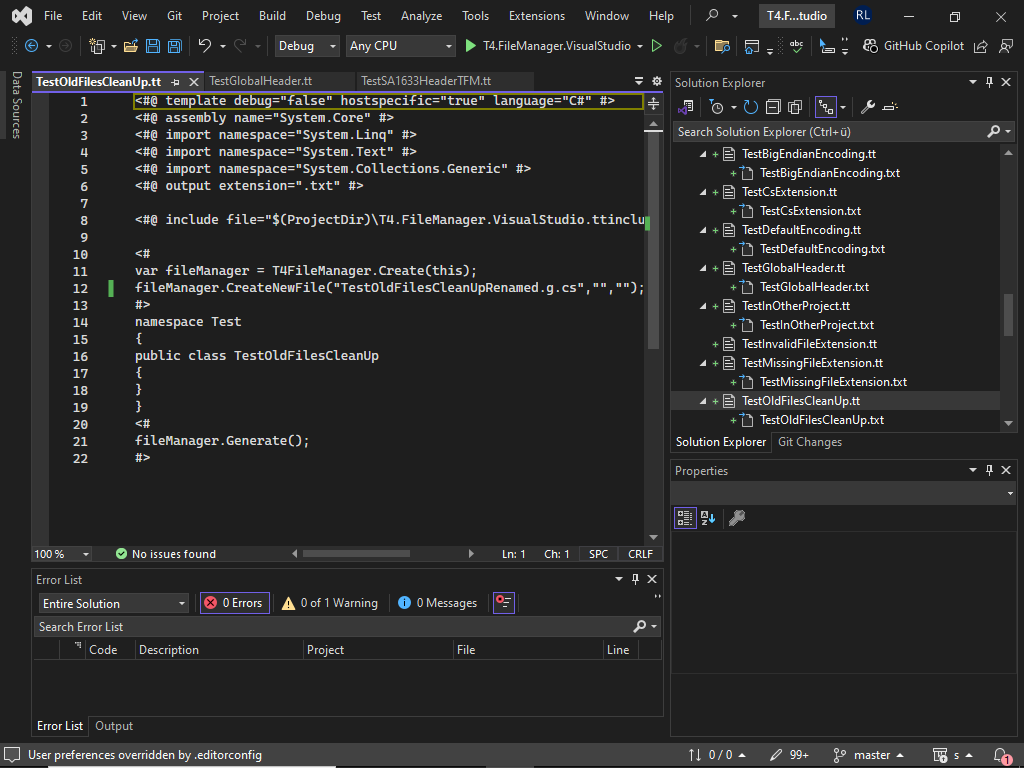 File Edit View Git Project Build Debug Test Analyze Tools Extensions Window Help T4.F...tudio RL
Debug Any CPU T4.FileManager.VisualStudio abc GitHub Copilot
Data Sources
TestOldFilesCleanUp.tt TestGlobalHeader.tt TestSA1633HeaderTFM.tt
1 <#@ template debug="false" hostspecific="true" language="C#" #>
2 <#@ assembly name="System.Core" #>
3 <#@ import namespace="System.Linq" #>
4 <#@ import namespace="System.Text" #>
5 <#@ import namespace="System.Collections.Generic" #>
6 <#@ output extension=".txt" #>
7
8 <#@ include file="$(ProjectDir)\T4.FileManager.VisualStudio.ttinclu
9
10 <#
11 var fileManager = T4FileManager.Create(this);
12 fileManager.CreateNewFile("TestOldFilesCleanUpRenamed.g.cs","","");
13 #>
14 namespace Test
15 {
16 public class TestOldFilesCleanUp
17 {
18 }
19 }
20 <#
21 fileManager.Generate();
22 #>
100 % No issues found Ln: 1 Ch: 1 SPC CRLF
Error List
Entire Solution 0 Errors 0 of 1 Warning 0 Messages
Search Error List
Code Description Project File Line
Error List Output
Solution Explorer
Search Solution Explorer (Ctrl+ü)
TestBigEndianEncoding.tt
TestBigEndianEncoding.txt
TestCsExtension.tt
TestCsExtension.txt
TestDefaultEncoding.tt
TestDefaultEncoding.txt
TestGlobalHeader.tt
TestGlobalHeader.txt
TestInOtherProject.tt
TestInOtherProject.txt
TestInvalidFileExtension.tt
TestMissingFileExtension.tt
TestMissingFileExtension.txt
TestOldFilesCleanUp.tt
TestOldFilesCleanUp.txt
Solution Explorer Git Changes
Properties
User preferences overridden by .editorconfig 0 / 0 99+ master s 1